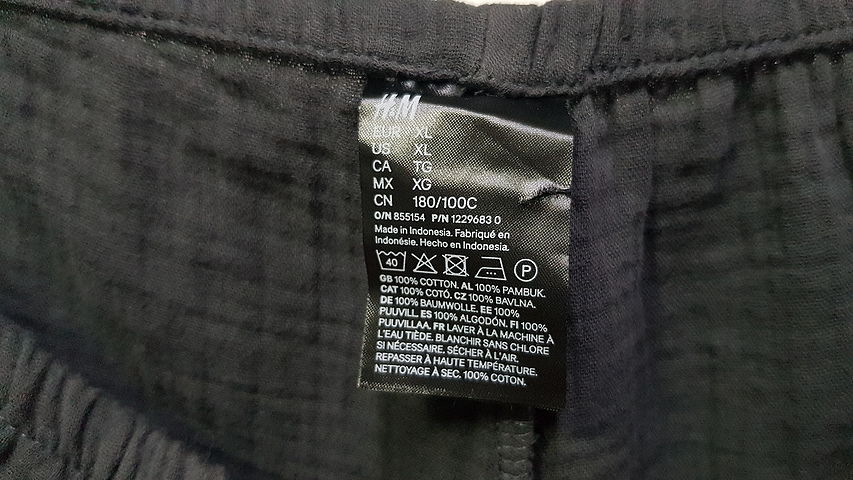 H&M
EUR XL
US XL
CA TG
MX XG
CN 180/100C
O/N 855154 P/N 1229683 0
Made in Indonesia. Fabriqué en
Indonésie. Hecho en Indonesia.
40 P
GB 100% COTTON. AL 100% PAMBUK.
CAT 100% COTÓ. CZ 100% BAVLNA.
DE 100% BAUMWOLLE. EE 100%
PUUVILL. ES 100% ALGODÓN. FI 100%
PUUVILLAA. FR LAVER À LA MACHINE À
L'EAU TIÈDE. BLANCHIR SANS CHLORE
SI NÉCESSAIRE. SÉCHER À L'AIR.
REPASSER À HAUTE TEMPÉRATURE.
NETTOYAGE À SEC. 100% COTON.